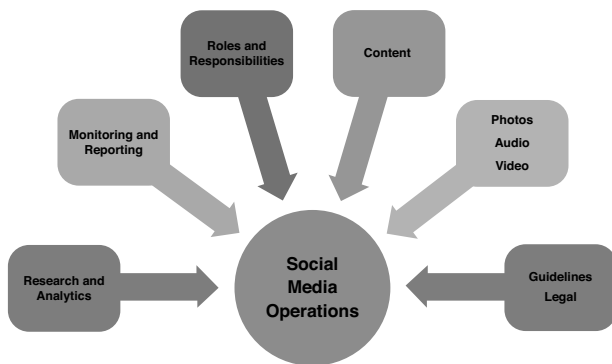 Roles and
Responsibilities
Content
Monitoring and
Reporting
Photos
Audio
Video
Research and
Analytics
Social
Media
Operations
Guidelines
Legal